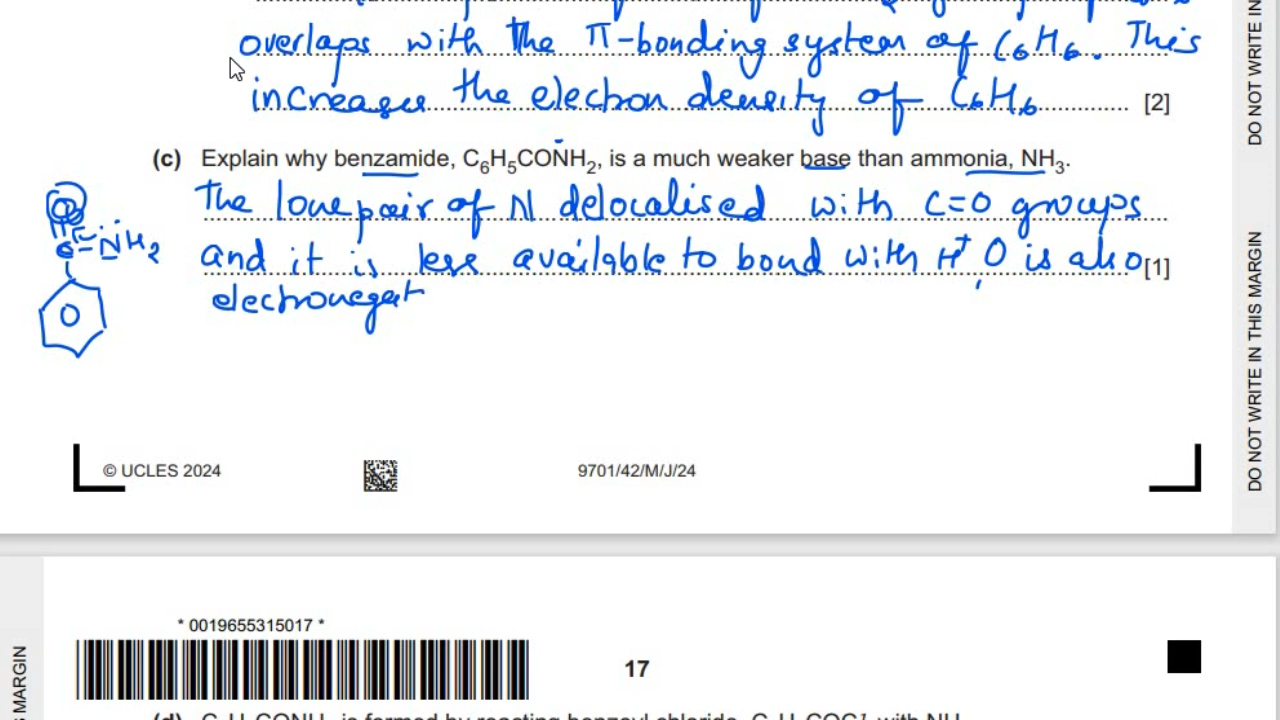 overlaps with the π-bonding system of C6H6. This
increases the electron density of C6H6 [2]
(c) Explain why benzamide, C₆H₅CONH₂, is a much weaker base than ammonia, NH₃.
The lone pair of N delocalised with C=O groups
and it is less available to bond with H⁺ O is also [1]
electronegat
O
C-NH2
© UCLES 2024
9701/42/M/J/24
DO NOT WRITE IN
DO NOT WRITE IN THIS MARGIN
* 0019655315017 *
17
MARGIN